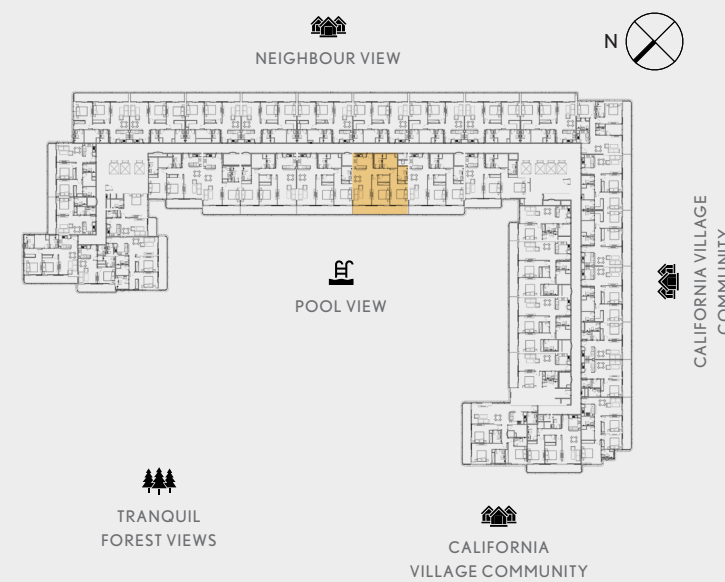 NEIGHBOUR VIEW
N
POOL VIEW
CALIFORNIA VILLAGE
COMMUNITY
TRANQUIL
FOREST VIEWS
CALIFORNIA
VILLAGE COMMUNITY